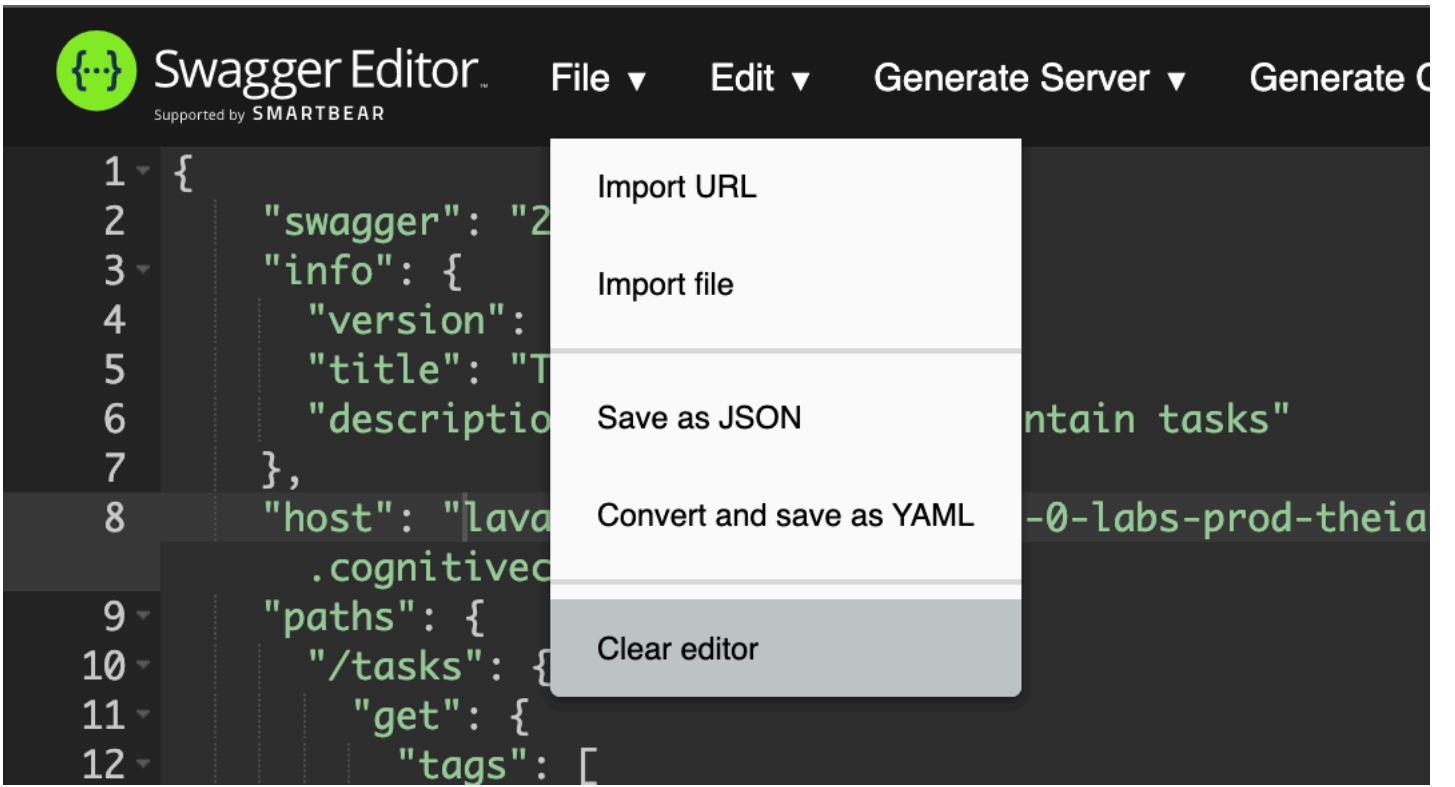 Swagger Editor™
Supported by SMARTBEAR
File ▼ Edit ▼ Generate Server ▼ Generate
Import URL
Import file
Save as JSON
Convert and save as YAML
Clear editor
1 {
2 "swagger": "2
3 "info": {
4 "version":
5 "title": "T
6 "descriptio ntain tasks"
7 },
8 "host": "lava -0-labs-prod-theia
.cognitivec
9 "paths": {
10 "/tasks": {
11 "get": {
12 "tags": [